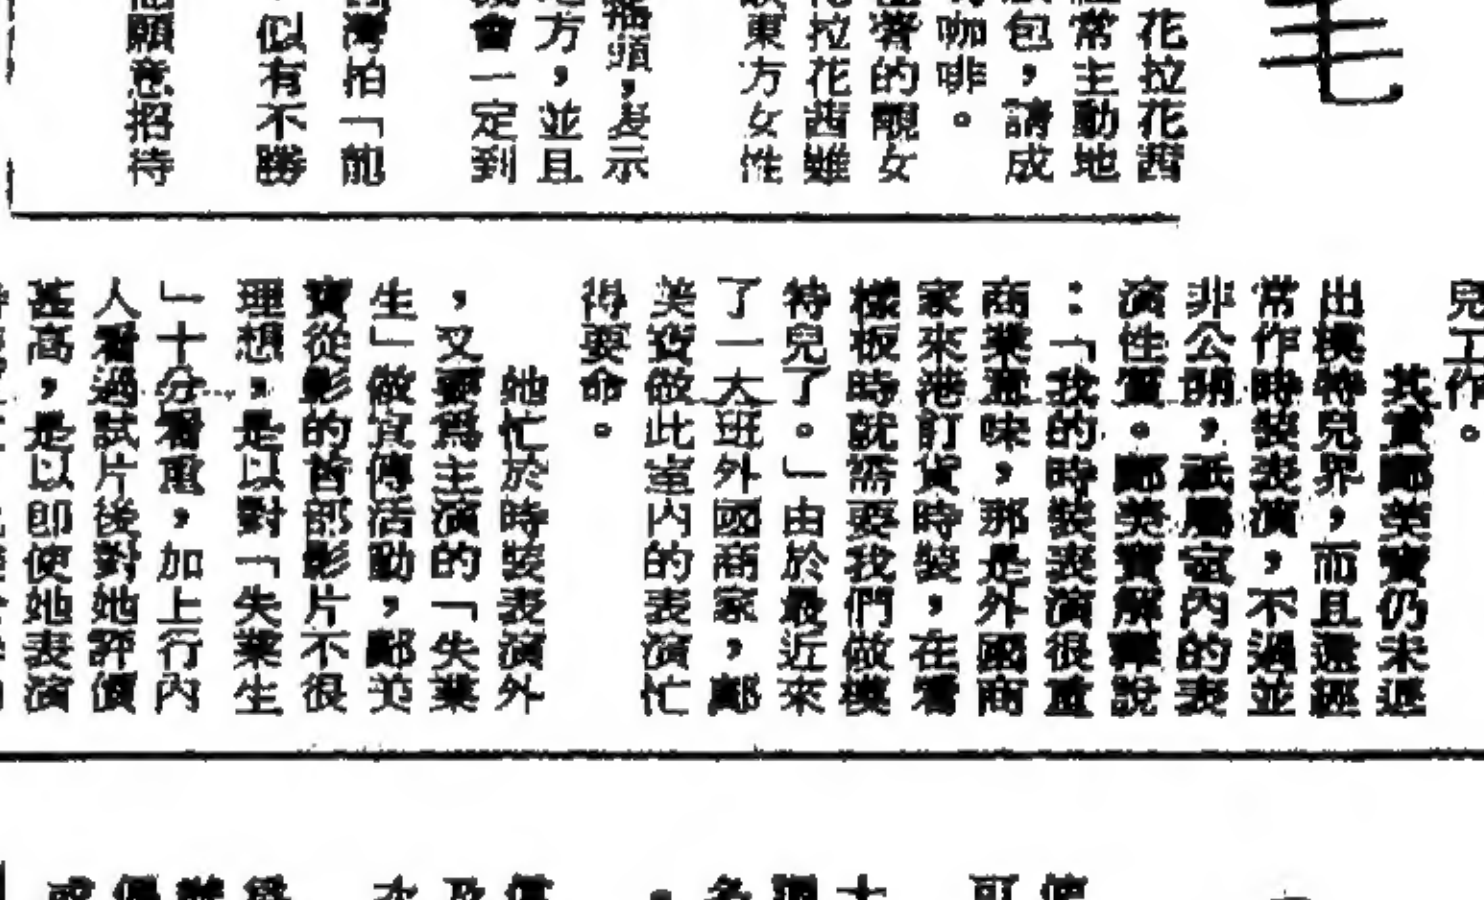 毛
花拉花茜
常主動地
包，請成
咖啡。
著的靚女
花拉花茜雖
東方女性
搖頭，表示
方，並且
會一定到
灣拍「龍
似有不勝
願意招待
兒工作。
其實鄺美寶仍未退
出模特兒界，而且還經
常作時裝表演，不過並
非公開，祇屬室內的表
演性質。鄺美寶解釋說
：「我的時裝表演很重
商業意味，那是外國商
家來港訂貨時裝，在看
樣板時就需要我們做模
特兒了。」由於最近來
了一大班外國商家，鄺
美寶做此室內的表演忙
得要命。
她忙於時裝表演外
，又要爲主演的「失業
生」做宣傳活動，鄺美
寶從影的首部影片不很
理想，是以對「失業生
」十分看重，加上行內
人看過試片後對她評價
甚高，是以即使她表演